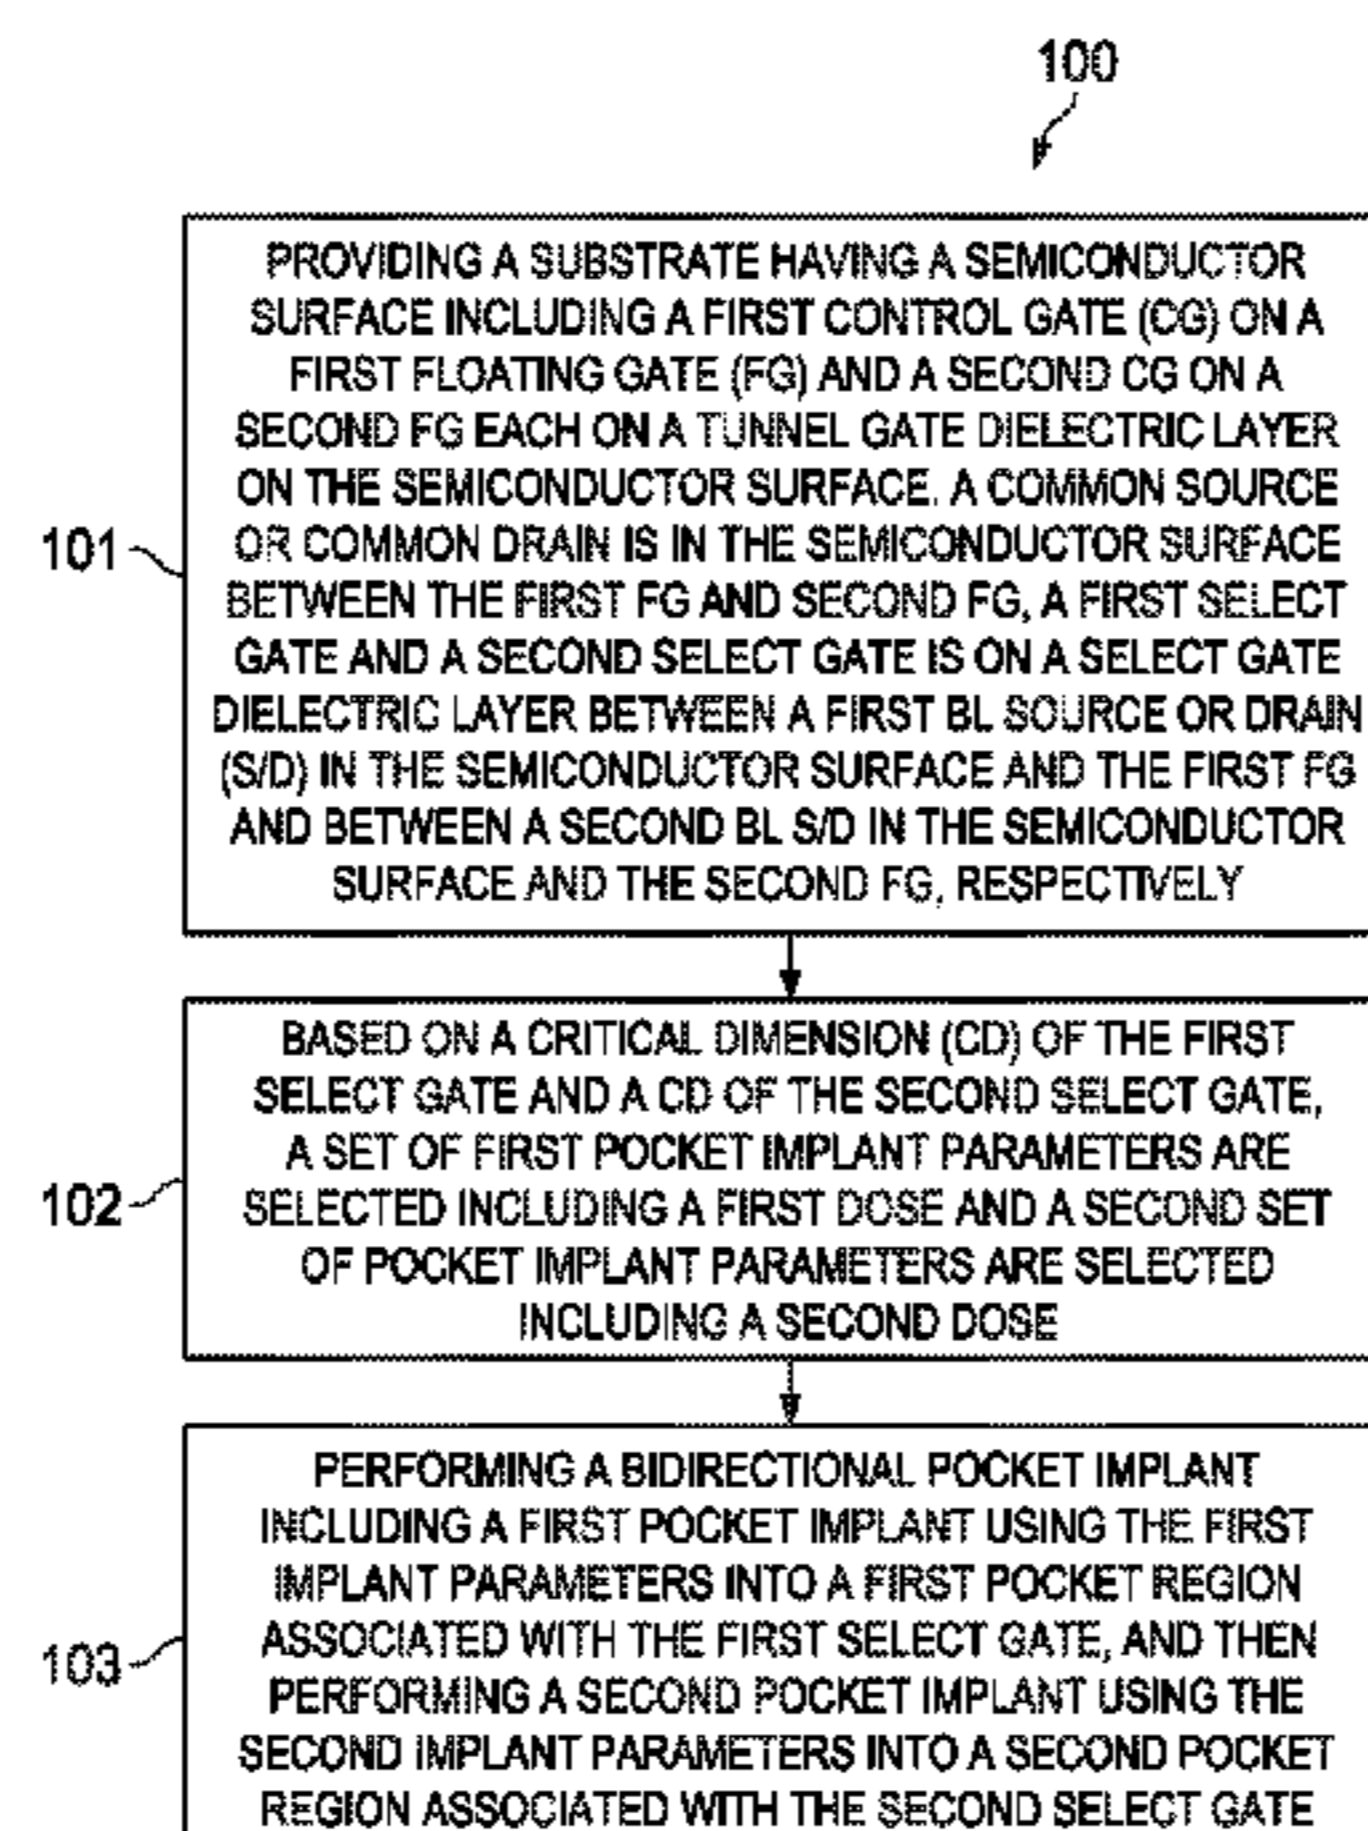 100
PROVIDING A SUBSTRATE HAVING A SEMICONDUCTOR
SURFACE INCLUDING A FIRST CONTROL GATE (CG) ON A
FIRST FLOATING GATE (FG) AND A SECOND CG ON A
SECOND FG EACH ON A TUNNEL GATE DIELECTRIC LAYER
ON THE SEMICONDUCTOR SURFACE. A COMMON SOURCE
OR COMMON DRAIN IS IN THE SEMICONDUCTOR SURFACE
BETWEEN THE FIRST FG AND SECOND FG, A FIRST SELECT
GATE AND A SECOND SELECT GATE IS ON A SELECT GATE
DIELECTRIC LAYER BETWEEN A FIRST BL SOURCE OR DRAIN
(S/D) IN THE SEMICONDUCTOR SURFACE AND THE FIRST FG
AND BETWEEN A SECOND BL S/D IN THE SEMICONDUCTOR
SURFACE AND THE SECOND FG, RESPECTIVELY
101
BASED ON A CRITICAL DIMENSION (CD) OF THE FIRST
SELECT GATE AND A CD OF THE SECOND SELECT GATE,
A SET OF FIRST POCKET IMPLANT PARAMETERS ARE
SELECTED INCLUDING A FIRST DOSE AND A SECOND SET
OF POCKET IMPLANT PARAMETERS ARE SELECTED
INCLUDING A SECOND DOSE
102
PERFORMING A BIDIRECTIONAL POCKET IMPLANT
INCLUDING A FIRST POCKET IMPLANT USING THE FIRST
IMPLANT PARAMETERS INTO A FIRST POCKET REGION
ASSOCIATED WITH THE FIRST SELECT GATE, AND THEN
PERFORMING A SECOND POCKET IMPLANT USING THE
SECOND IMPLANT PARAMETERS INTO A SECOND POCKET
REGION ASSOCIATED WITH THE SECOND SELECT GATE
103